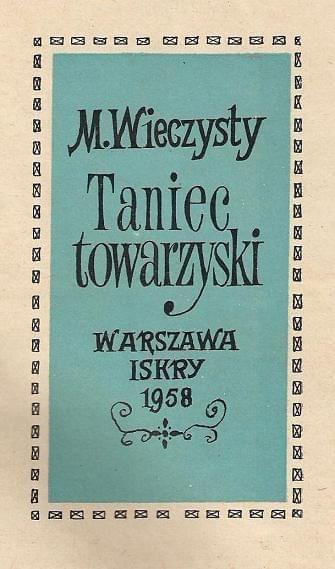 M. Wieczysty
Taniec
towarzyski
WARSZAWA
ISKRY
1958